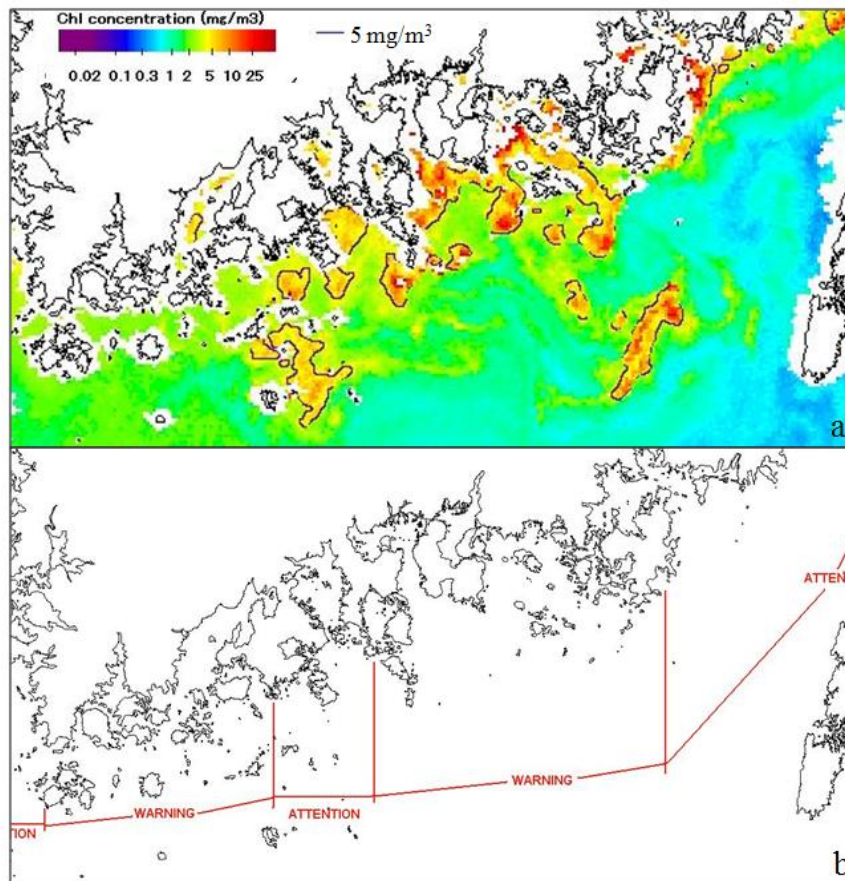 Chl concentration (mg/m3)
0.02 0.1 0.3 1 2 5 10 25
5 mg/m³
a
ATTEN
WARNING
WARNING
ATTENTION
TION
b